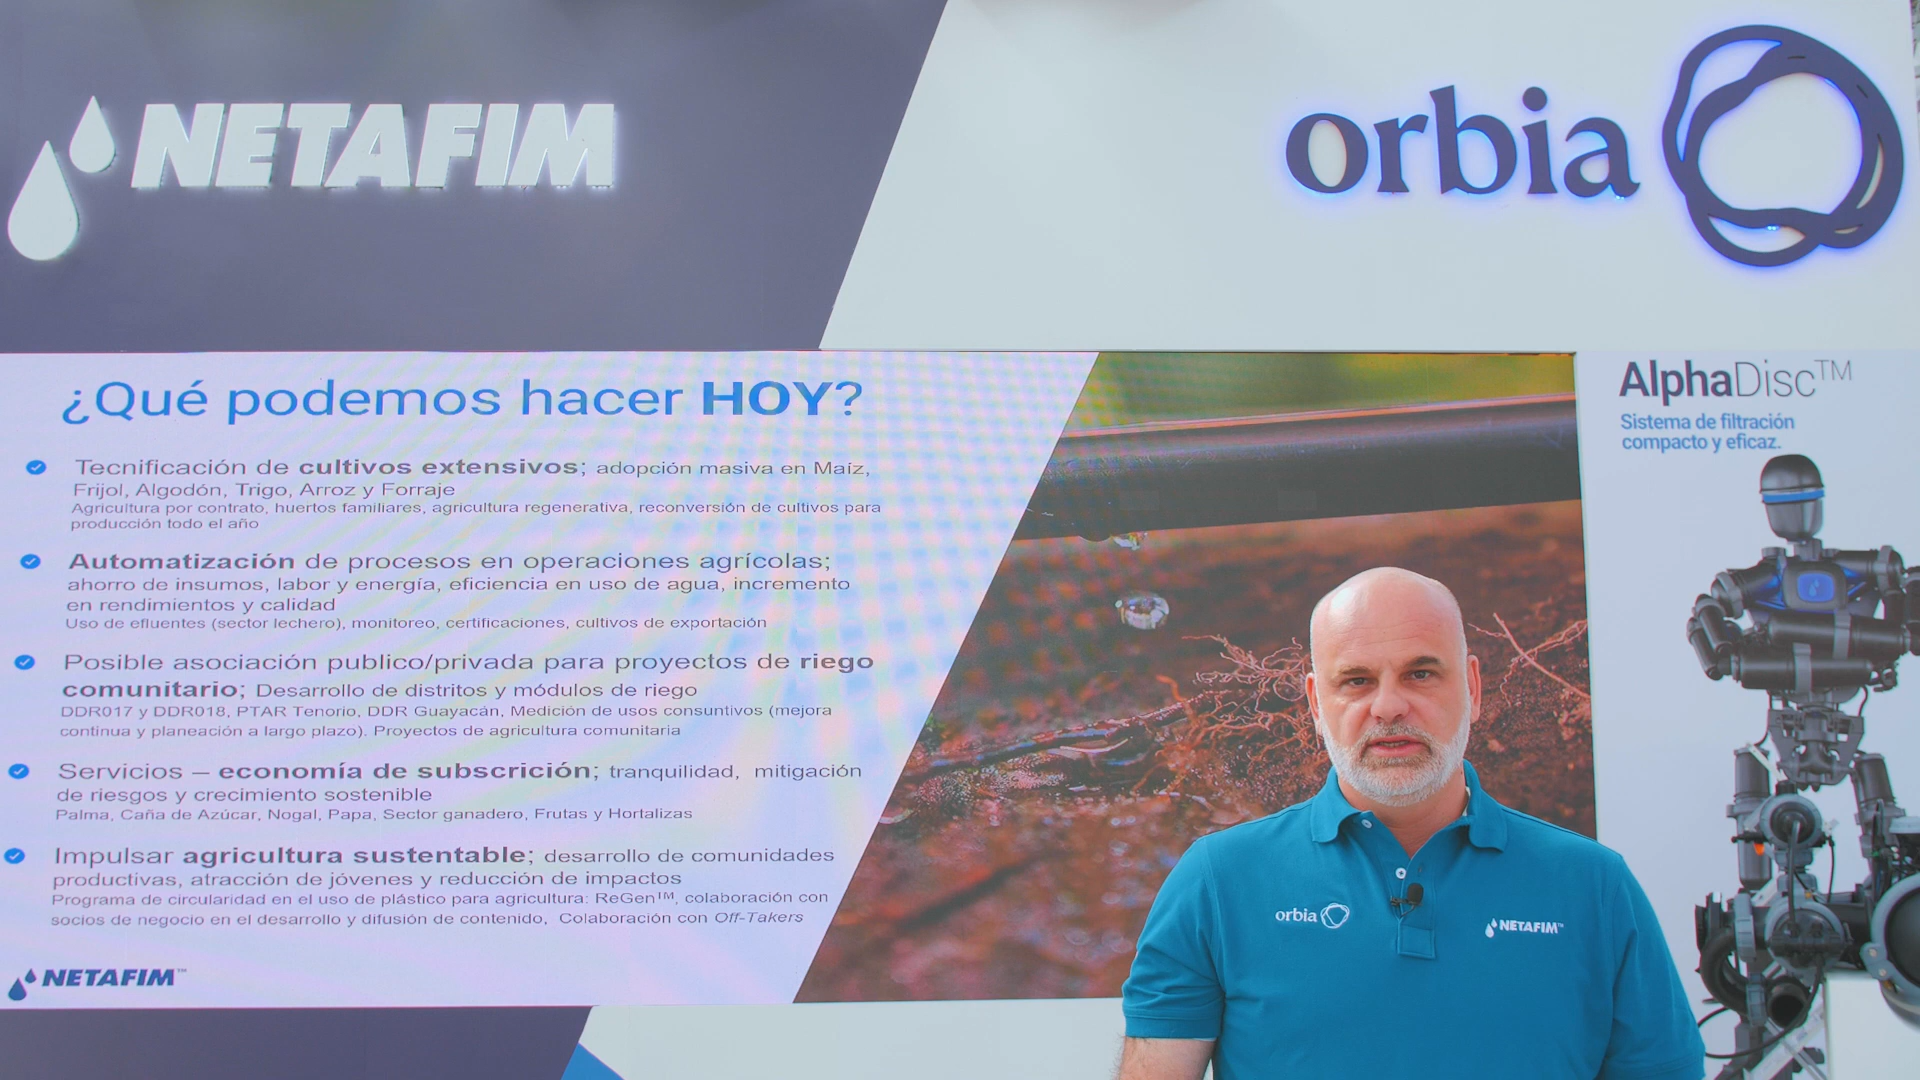 NETAFIM
orbia
¿Qué podemos hacer HOY?
Tecnificación de cultivos extensivos; adopción masiva en Maíz,
Frijol, Algodón, Trigo, Arroz y Forraje
Agricultura por contrato, huertos familiares, agricultura regenerativa, reconversión de cultivos para
producción todo el año
Automatización de procesos en operaciones agrícolas;
ahorro de insumos, labor y energía, eficiencia en uso de agua, incremento
en rendimientos y calidad
Uso de efluentes (sector lechero), monitoreo, certificaciones, cultivos de exportación
Posible asociación publico/privada para proyectos de riego
comunitario; Desarrollo de distritos y módulos de riego
DDR017 y DDR018, PTAR Tenorio, DDR Guayacán, Medición de usos consuntivos (mejora
continua y planeación a largo plazo). Proyectos de agricultura comunitaria
Servicios – economía de subscrición; tranquilidad, mitigación
de riesgos y crecimiento sostenible
Palma, Caña de Azúcar, Nogal, Papa, Sector ganadero, Frutas y Hortalizas
Impulsar agricultura sustentable; desarrollo de comunidades
productivas, atracción de jóvenes y reducción de impactos
Programa de circularidad en el uso de plástico para agricultura: ReGen™, colaboración con
socios de negocio en el desarrollo y difusión de contenido, Colaboración con Off-Takers
NETAFIM™
AlphaDisc™
Sistema de filtración
compacto y eficaz.
orbia
NETAFIM™